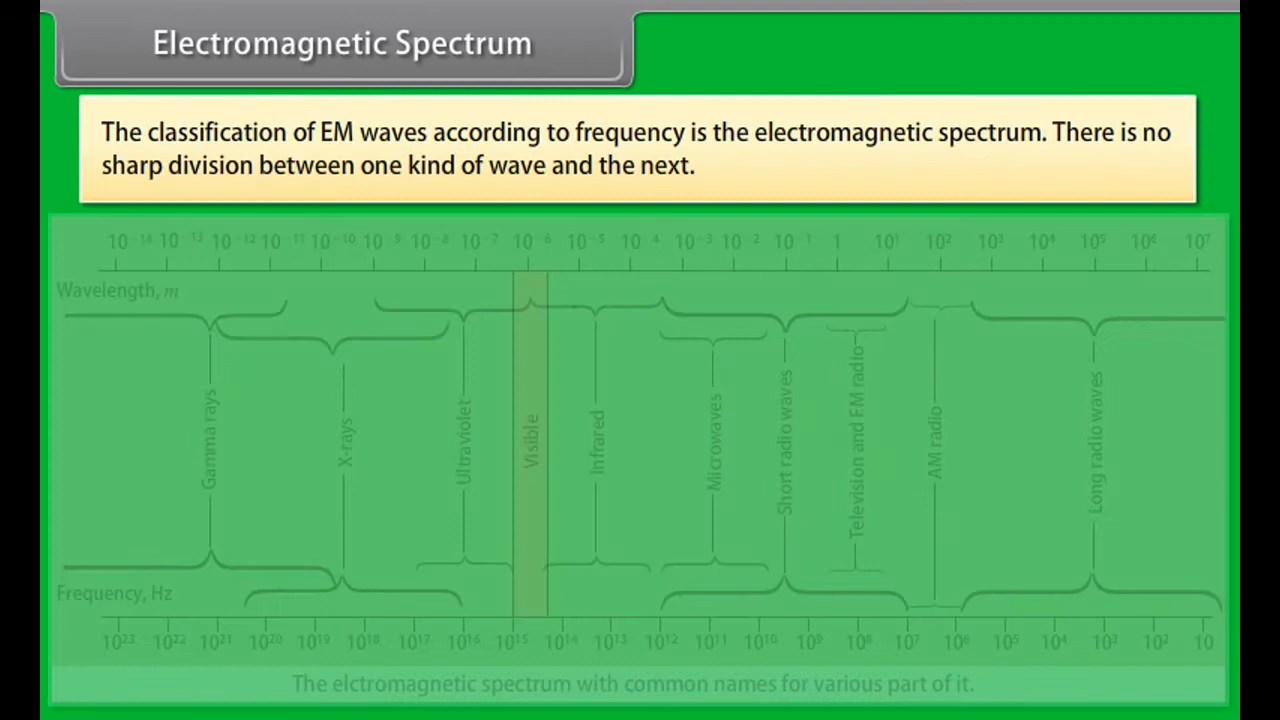 Electromagnetic Spectrum
The classification of EM waves according to frequency is the electromagnetic spectrum. There is no
sharp division between one kind of wave and the next.
10⁻¹⁴ 10⁻¹³ 10⁻¹² 10⁻¹¹ 10⁻¹⁰ 10⁻⁹ 10⁻⁸ 10⁻⁷ 10⁻⁶ 10⁻⁵ 10⁻⁴ 10⁻³ 10⁻² 10⁻¹ 1 10¹ 10² 10³ 10⁴ 10⁵ 10⁶ 10⁷
Wavelength, m
Gamma rays
X-rays
Ultraviolet
Visible
Infrared
Microwaves
Short radio waves
Television and FM radio
AM radio
Long radio waves
Frequency, Hz
10²³ 10²² 10²¹ 10²⁰ 10¹⁹ 10¹⁸ 10¹⁷ 10¹⁶ 10¹⁵ 10¹⁴ 10¹³ 10¹² 10¹¹ 10¹⁰ 10⁹ 10⁸ 10⁷ 10⁶ 10⁵ 10⁴ 10³ 10² 10
The elctromagnetic spectrum with common names for various part of it.